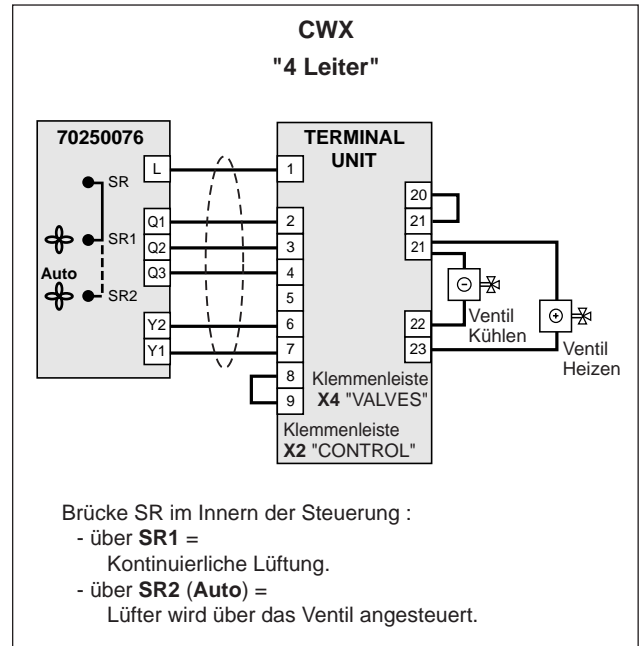 CWX
"4 Leiter"
70250076
TERMINAL
UNIT
L
1
SR
20
21
Q1
2
SR1
Q2
3
21
Auto
Q3
4
SR2
5
Ventil
Kühlen
Y2
6
22
Y1
7
23
Ventil
Heizen
8
Klemmenleiste
X4 "VALVES"
9
Klemmenleiste
X2 "CONTROL"
Brücke SR im Innern der Steuerung :
- über SR1 =
Kontinuierliche Lüftung.
- über SR2 (Auto) =
Lüfter wird über das Ventil angesteuert.